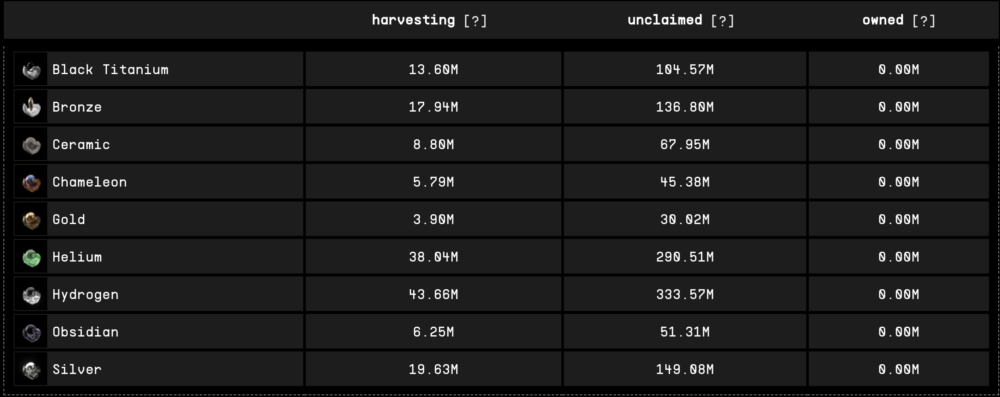 harvesting [?] unclaimed [?] owned [?]
Black Titanium 13.60M 104.57M 0.00M
Bronze 17.94M 136.80M 0.00M
Ceramic 8.80M 67.95M 0.00M
Chameleon 5.79M 45.38M 0.00M
Gold 3.90M 30.02M 0.00M
Helium 38.04M 290.51M 0.00M
Hydrogen 43.66M 333.57M 0.00M
Obsidian 6.25M 51.31M 0.00M
Silver 19.63M 149.08M 0.00M